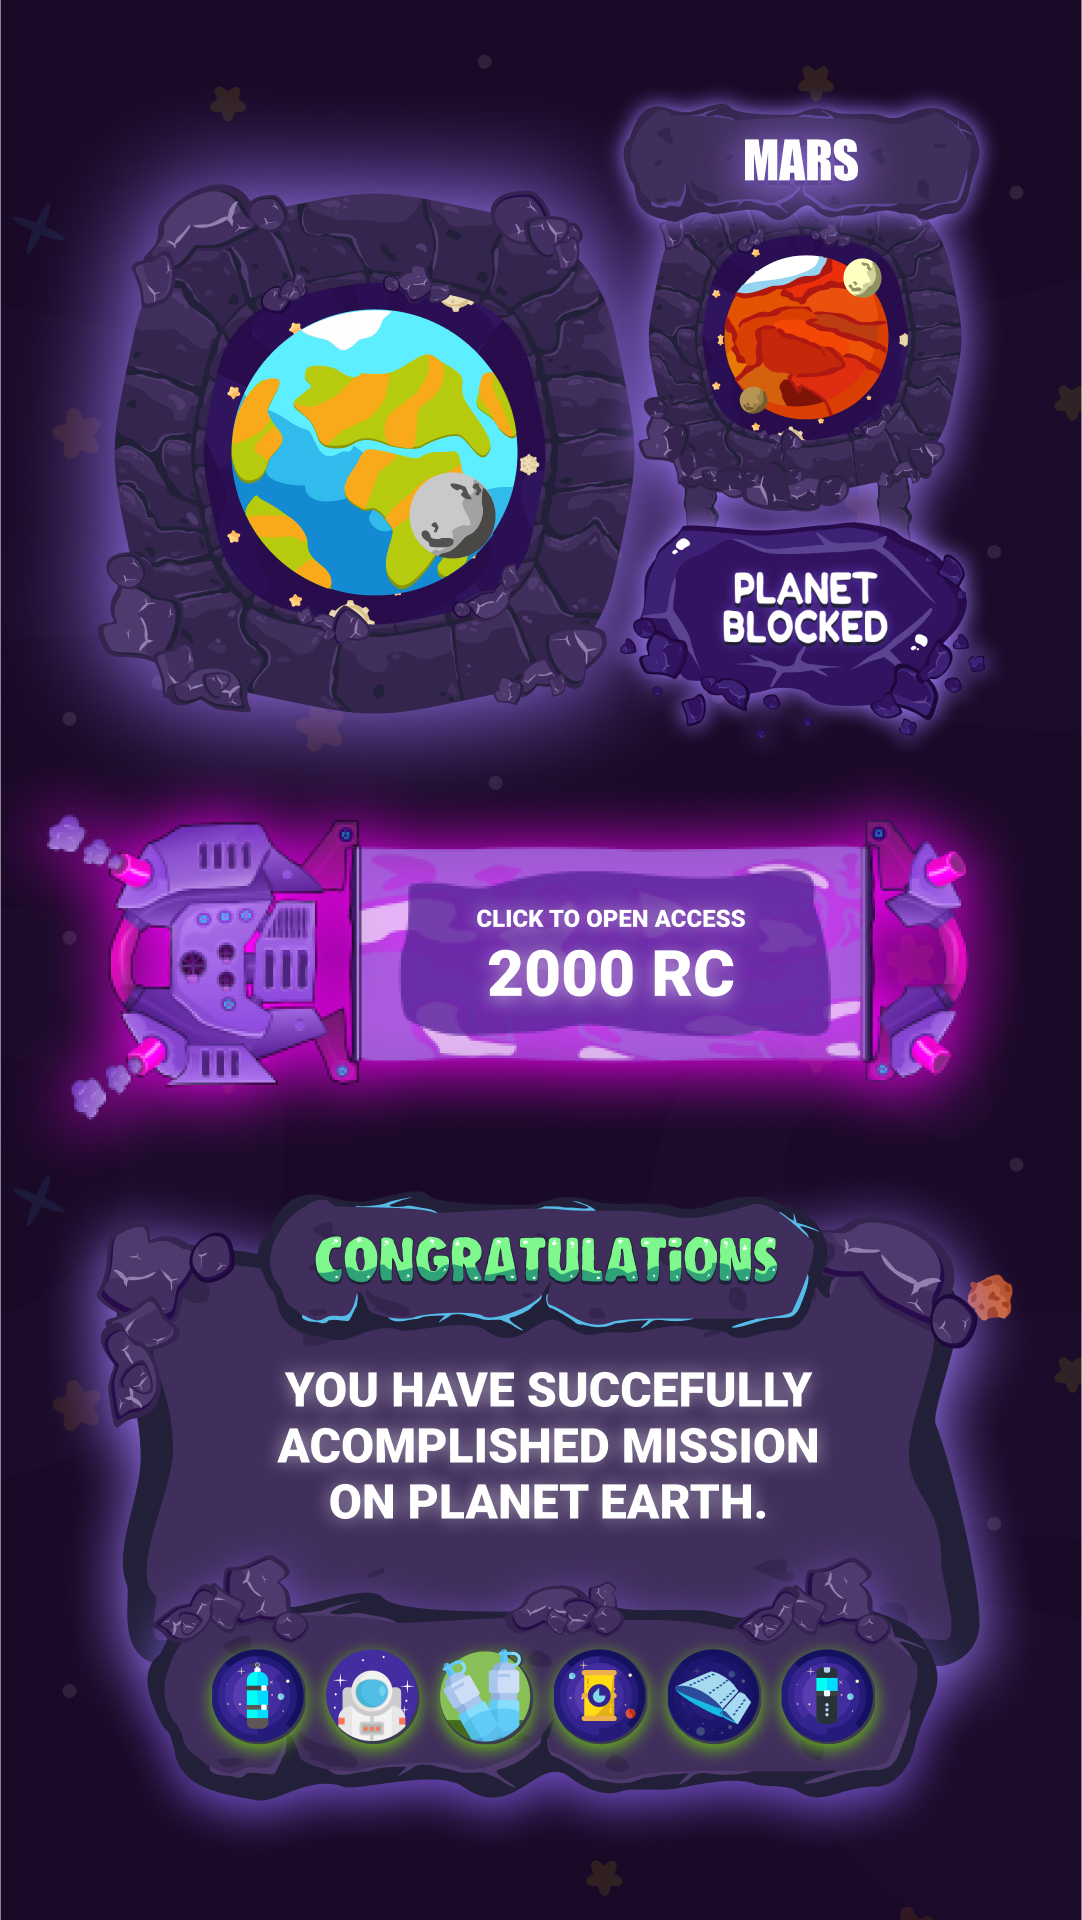 MARS
PLANET
BLOCKED
CLICK TO OPEN ACCESS
2000 RC
CONGRATULATiONS
YOU HAVE SUCCEFULLY
ACOMPLISHED MISSION
ON PLANET EARTH.